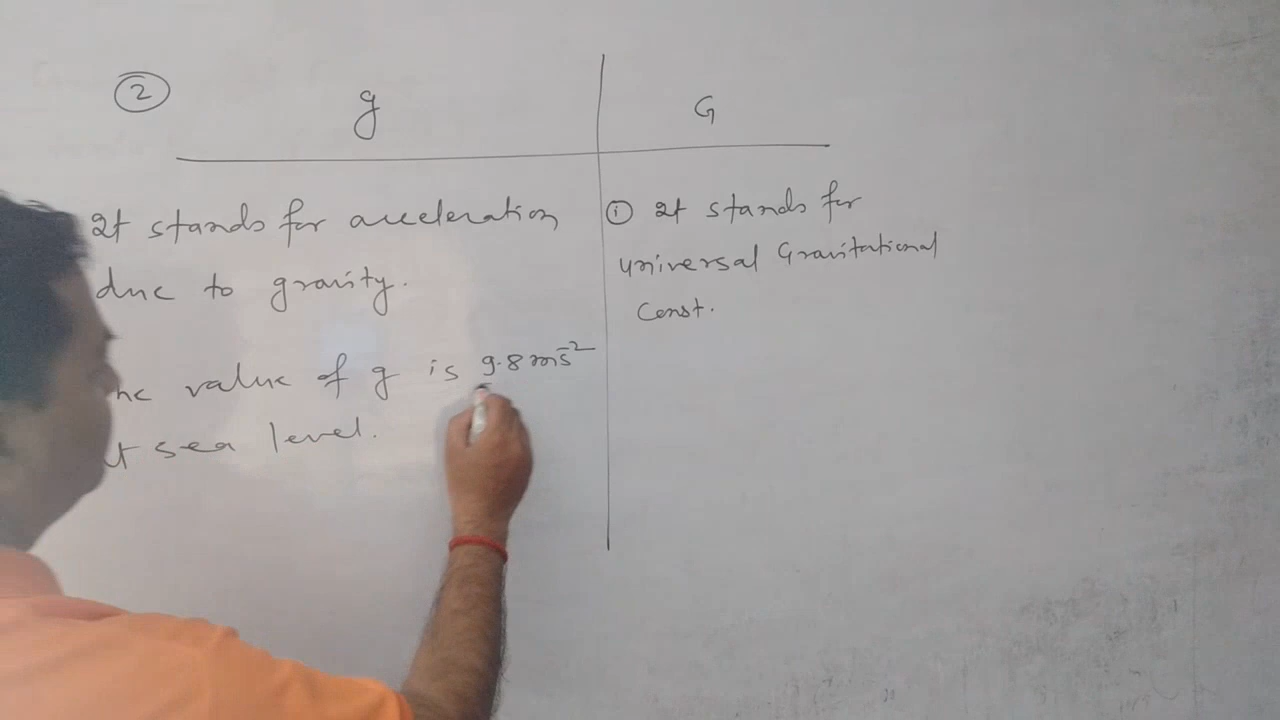 2
g
G
It stands for acceleration
due to gravity.
he value of g is 9.8 ms⁻²
t sea level.
① It stands for
universal Gravitational
Const.